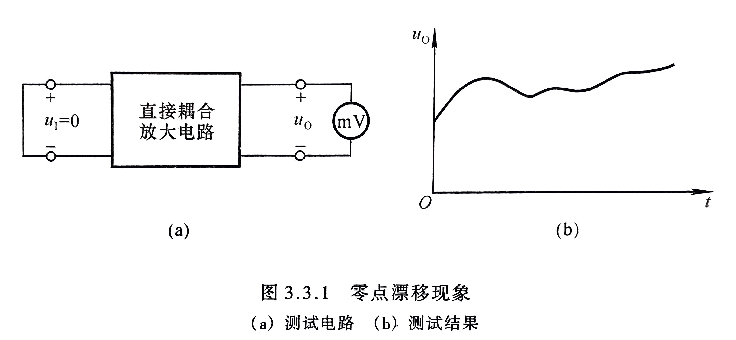 +
u_I=0
−
直接耦合
放大电路
+
u_O
−
mV
(a)
u_O
O
t
(b)
图 3.3.1 零点漂移现象
(a) 测试电路 (b) 测试结果